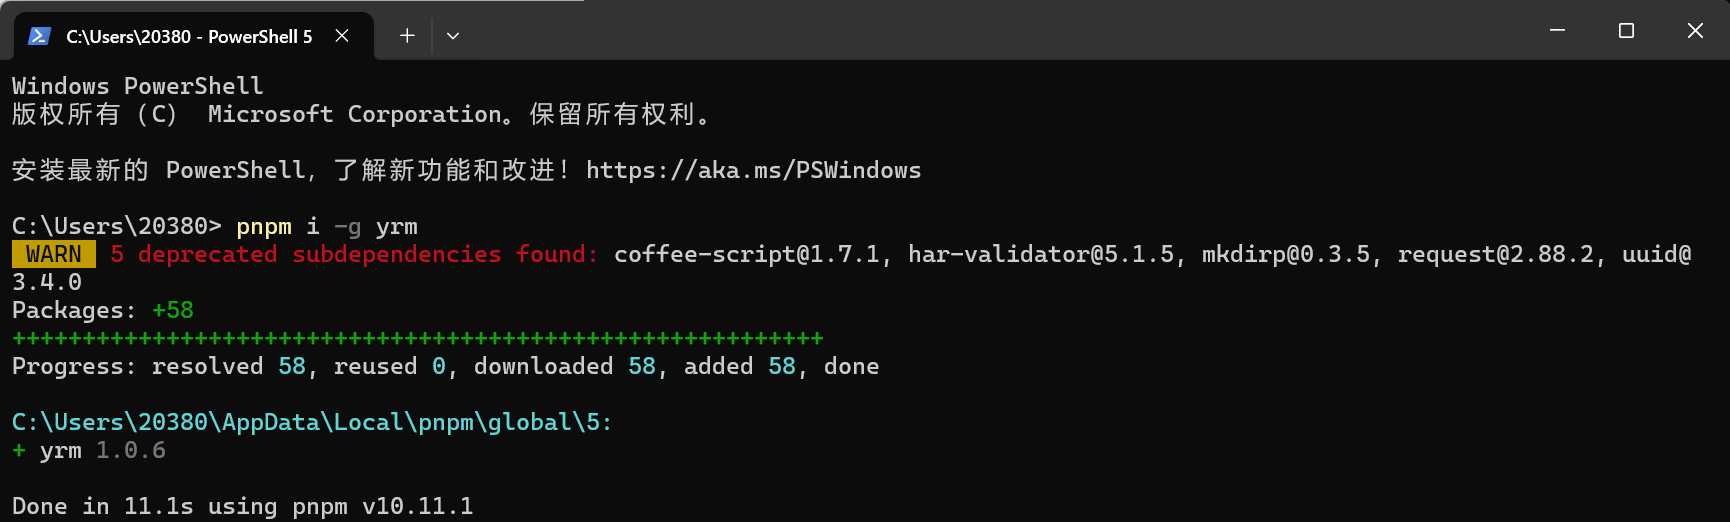 C:\Users\20380 - PowerShell 5
Windows PowerShell
版权所有 (C)  Microsoft Corporation。保留所有权利。
安装最新的 PowerShell，了解新功能和改进！https://aka.ms/PSWindows
C:\Users\20380> pnpm i -g yrm
WARN  5 deprecated subdependencies found: coffee-script@1.7.1, har-validator@5.1.5, mkdirp@0.3.5, request@2.88.2, uuid@
3.4.0
Packages: +58
++++++++++++++++++++++++++++++++++++++++++++++++++++++++++
Progress: resolved 58, reused 0, downloaded 58, added 58, done
C:\Users\20380\AppData\Local\pnpm\global\5:
+ yrm 1.0.6
Done in 11.1s using pnpm v10.11.1